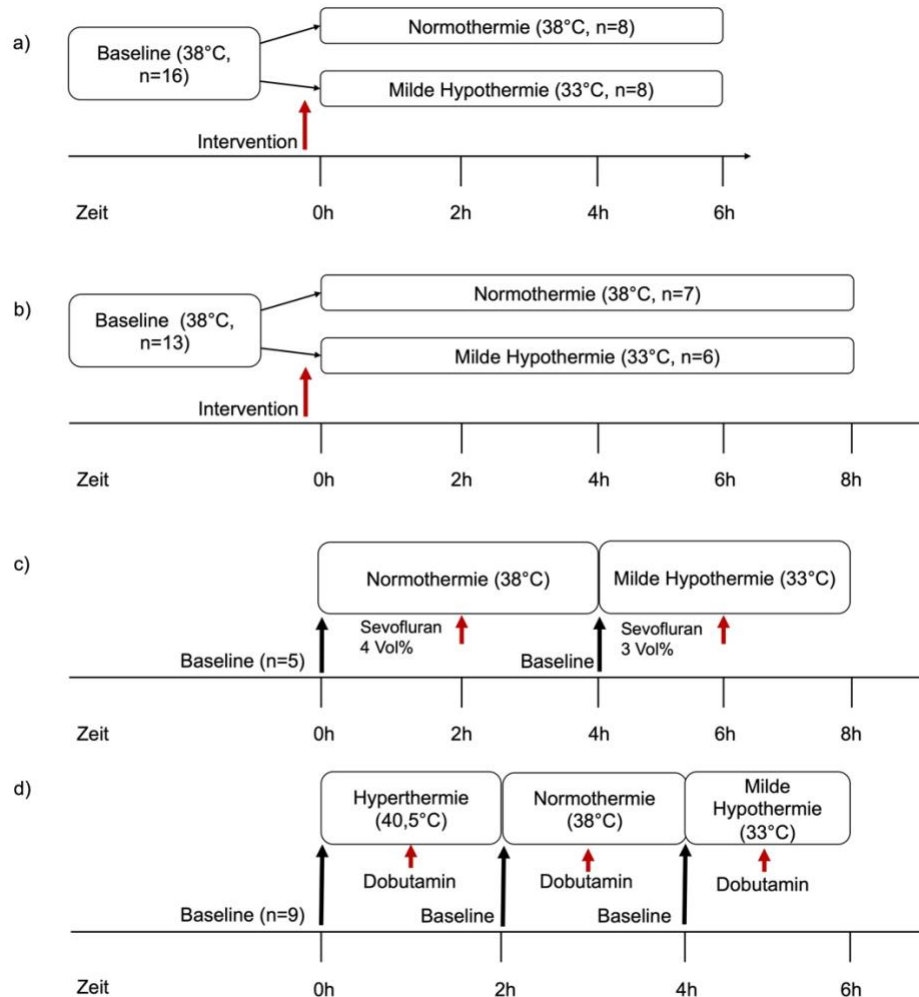 a)
Baseline (38°C,
n=16)
Normothermie (38°C, n=8)
Milde Hypothermie (33°C, n=8)
Intervention
Zeit
0h 2h 4h 6h
b)
Baseline (38°C,
n=13)
Normothermie (38°C, n=7)
Milde Hypothermie (33°C, n=6)
Intervention
Zeit
0h 2h 4h 6h 8h
c)
Normothermie (38°C)
Milde Hypothermie (33°C)
Sevofluran
4 Vol%
Sevofluran
3 Vol%
Baseline (n=5)
Baseline
Zeit
0h 2h 4h 6h 8h
d)
Hyperthermie
(40,5°C)
Normothermie
(38°C)
Milde
Hypothermie
(33°C)
Dobutamin
Dobutamin
Dobutamin
Baseline (n=9)
Baseline
Baseline
Zeit
0h 2h 4h 6h